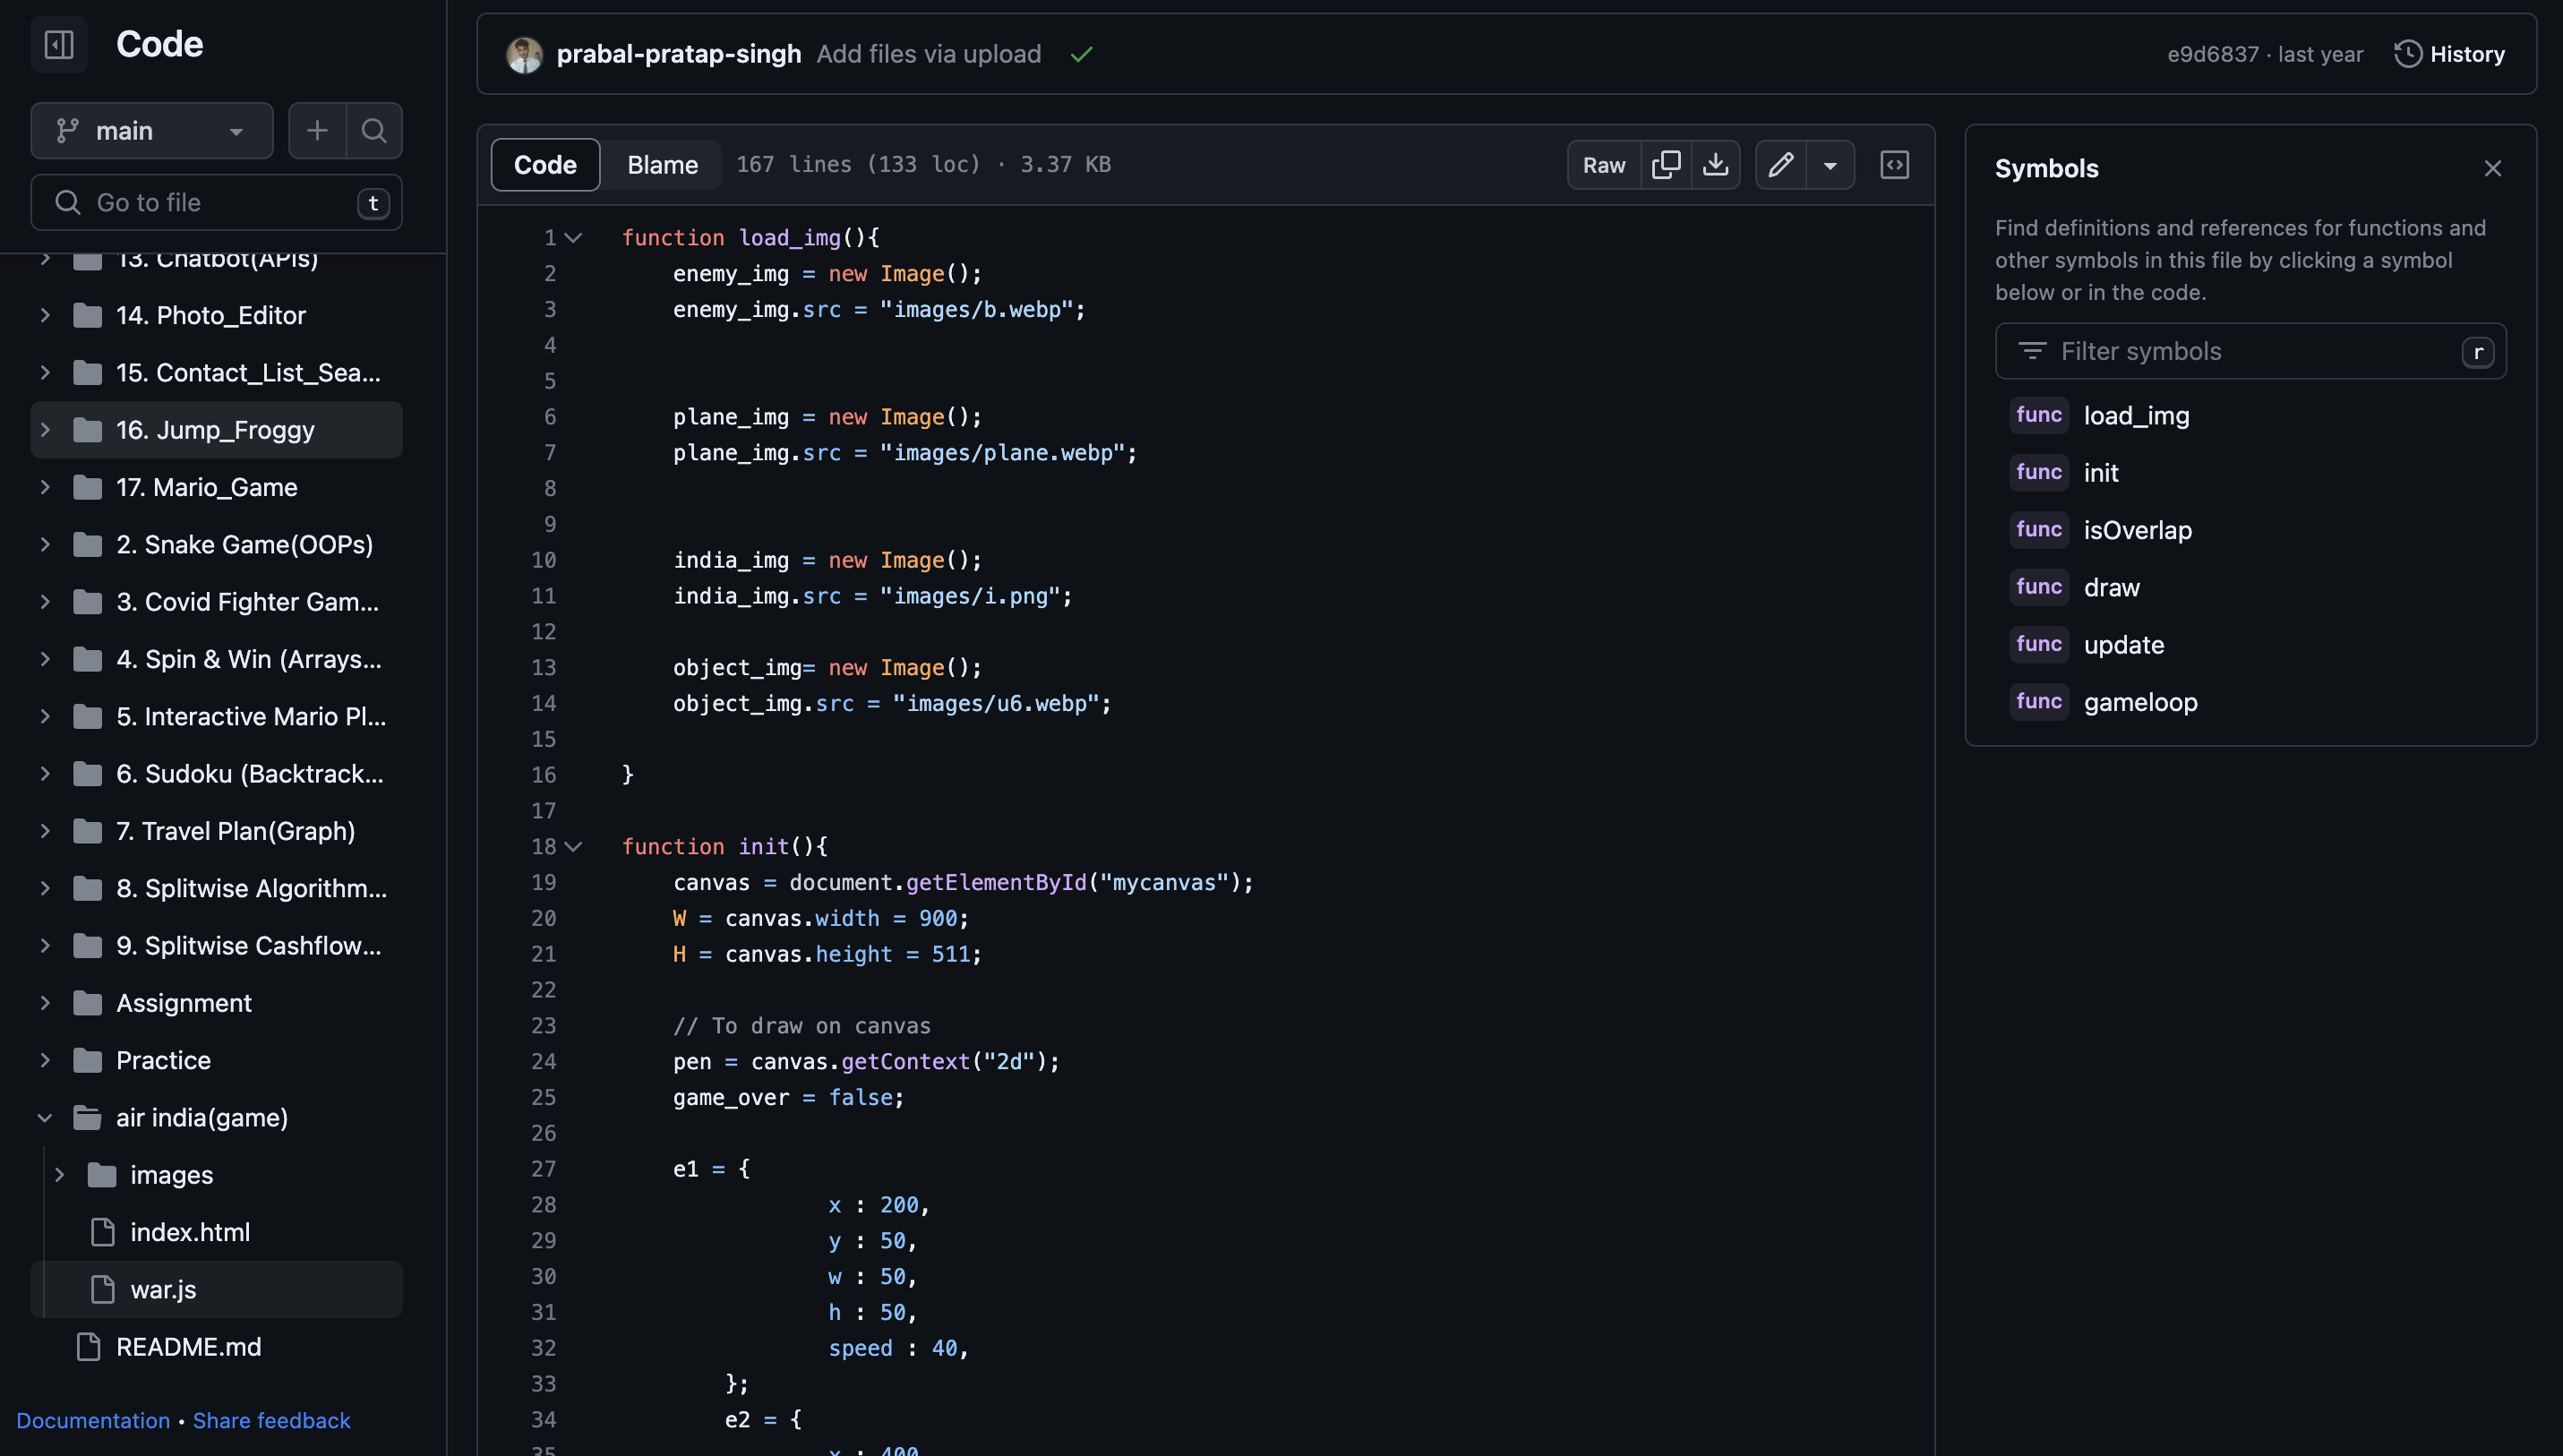 Code
main
Go to file
t
13. Chatbot(APIs)
14. Photo_Editor
15. Contact_List_Sea...
16. Jump_Froggy
17. Mario_Game
2. Snake Game(OOPs)
3. Covid Fighter Gam...
4. Spin & Win (Arrays...
5. Interactive Mario Pl...
6. Sudoku (Backtrack...
7. Travel Plan(Graph)
8. Splitwise Algorithm...
9. Splitwise Cashflow...
Assignment
Practice
air india(game)
images
index.html
war.js
README.md
Documentation • Share feedback
prabal-pratap-singh Add files via upload
e9d6837 · last year
History
Code Blame 167 lines (133 loc) · 3.37 KB
Raw
1 function load_img(){
2 enemy_img = new Image();
3 enemy_img.src = "images/b.webp";
4
5
6 plane_img = new Image();
7 plane_img.src = "images/plane.webp";
8
9
10 india_img = new Image();
11 india_img.src = "images/i.png";
12
13 object_img= new Image();
14 object_img.src = "images/u6.webp";
15
16 }
17
18 function init(){
19 canvas = document.getElementById("mycanvas");
20 W = canvas.width = 900;
21 H = canvas.height = 511;
22
23 // To draw on canvas
24 pen = canvas.getContext("2d");
25 game_over = false;
26
27 e1 = {
28 x : 200,
29 y : 50,
30 w : 50,
31 h : 50,
32 speed : 40,
33 };
34 e2 = {
35 x : 400
Symbols
Find definitions and references for functions and
other symbols in this file by clicking a symbol
below or in the code.
Filter symbols
r
func load_img
func init
func isOverlap
func draw
func update
func gameloop